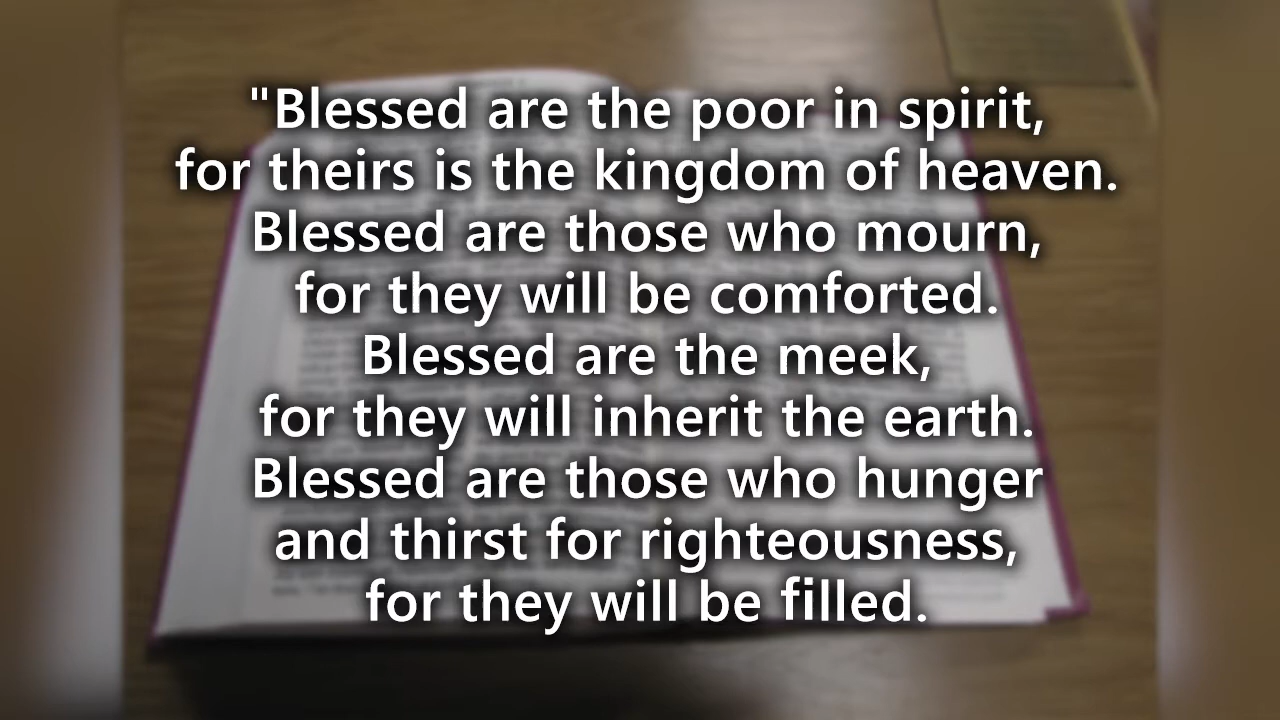 "Blessed are the poor in spirit,
for theirs is the kingdom of heaven.
Blessed are those who mourn,
for they will be comforted.
Blessed are the meek,
for they will inherit the earth.
Blessed are those who hunger
and thirst for righteousness,
for they will be filled.